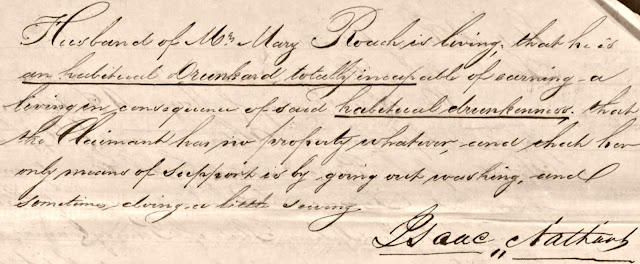 Husband of Mrs Mary Roach is living, that he is
an habitual Drunkard totally incapable of earning a
living in consequence of said habitual drunkenness. that
the Claimant has no property whatever, and that her
only means of support is by going out washing, and
sometimes doing a little sewing
Isaac Nathans